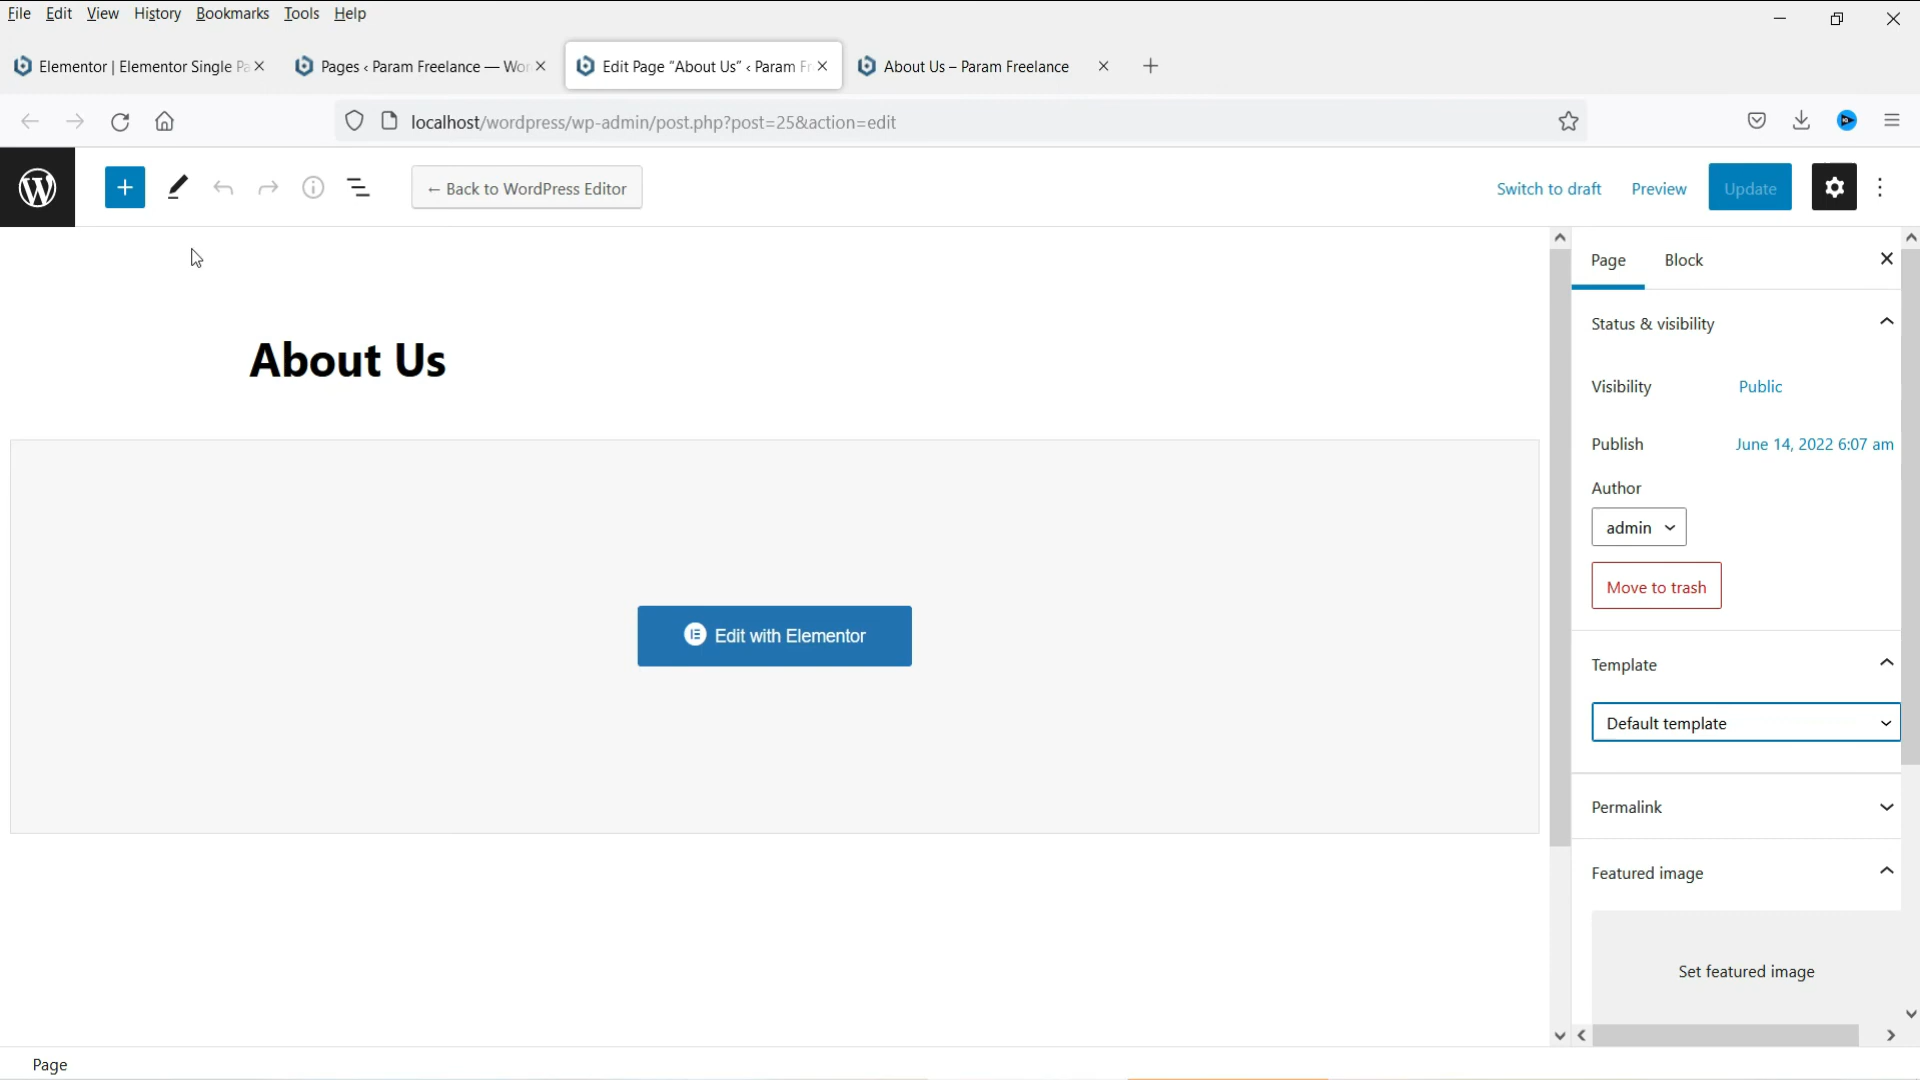 File Edit View History Bookmarks Tools Help
Elementor | Elementor Single Pa Pages ‹ Param Freelance — Wor Edit Page "About Us" ‹ Param Fr About Us – Param Freelance
localhost/wordpress/wp-admin/post.php?post=25&action=edit
← Back to WordPress Editor Switch to draft Preview Update
Page Block
Status & visibility
About Us
Visibility Public
Publish June 14, 2022 6:07 am
Author
admin
Move to trash
Edit with Elementor
Template
Default template
Permalink
Featured image
Set featured image
Page